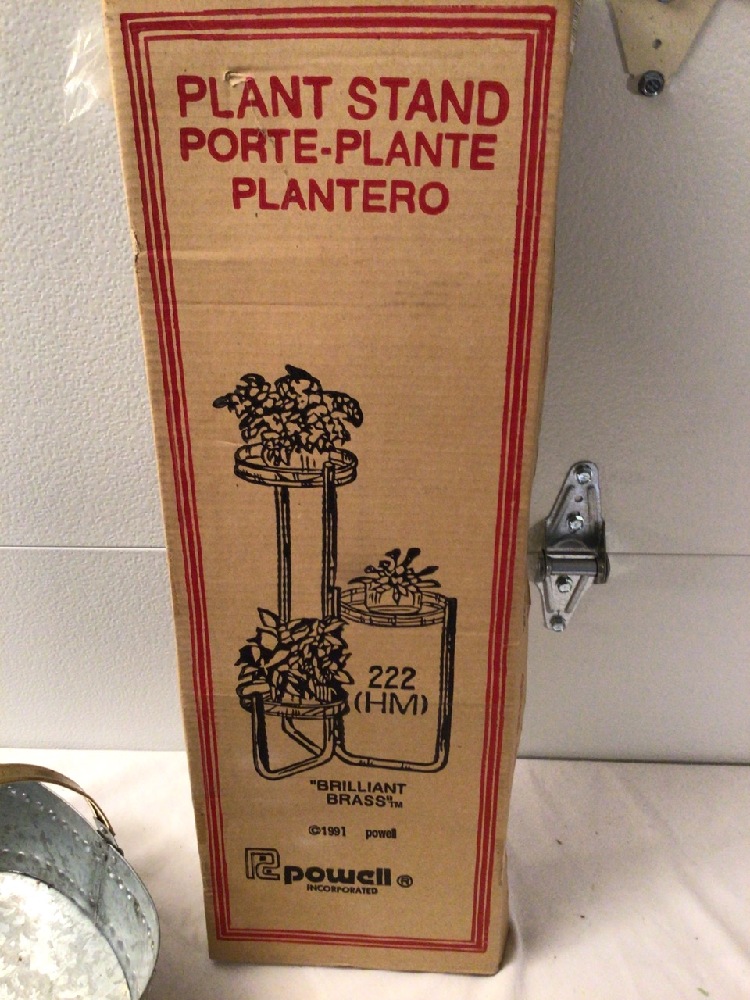 PLANT STAND
PORTE-PLANTE
PLANTERO
222
(HM)
"BRILLIANT
BRASS"TM
©1991 powell
powell ®
INCORPORATED